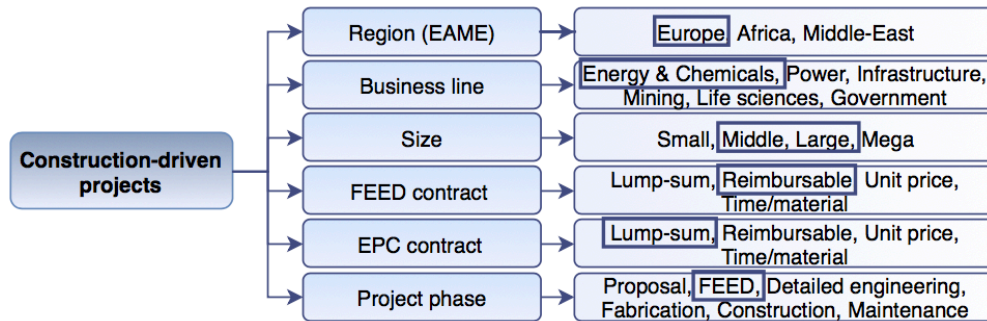 Construction-driven
projects
Region (EAME)
Europe, Africa, Middle-East
Business line
Energy & Chemicals, Power, Infrastructure,
Mining, Life sciences, Government
Size
Small, Middle, Large, Mega
FEED contract
Lump-sum, Reimbursable Unit price,
Time/material
EPC contract
Lump-sum, Reimbursable, Unit price,
Time/material
Project phase
Proposal, FEED, Detailed engineering,
Fabrication, Construction, Maintenance